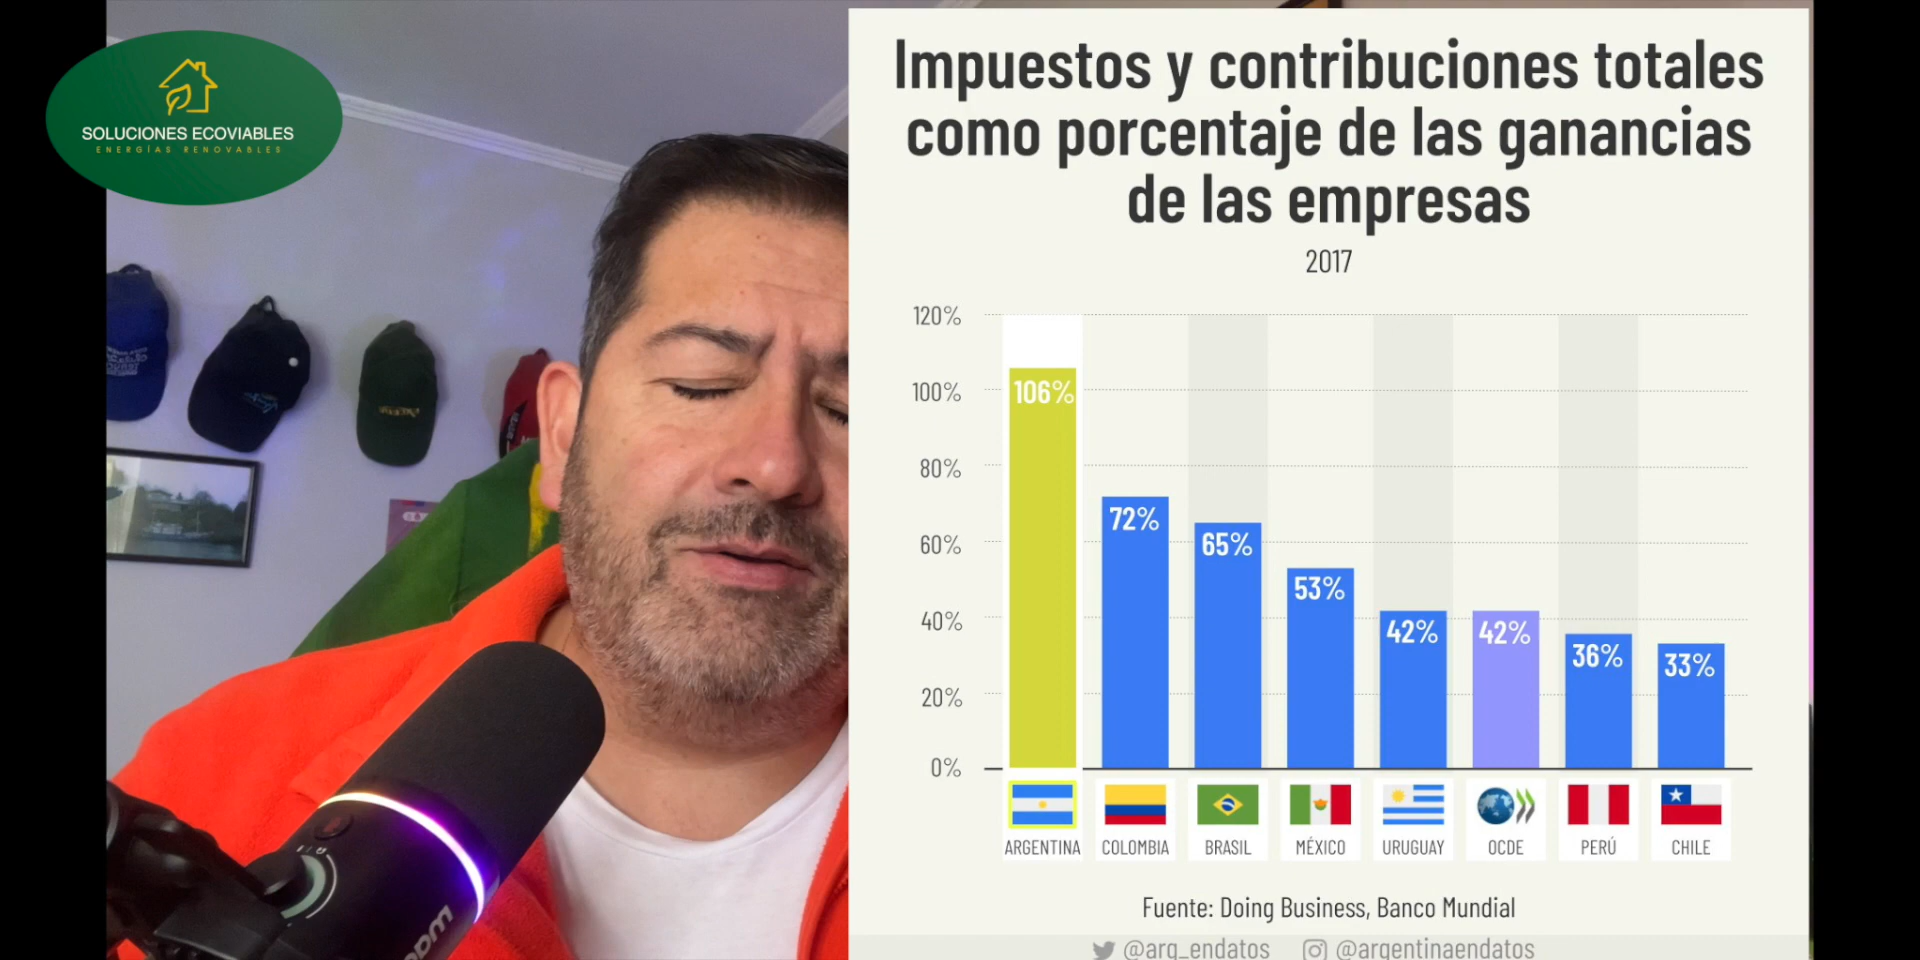 SOLUCIONES ECOVIABLES
ENERGÍAS RENOVABLES
Impuestos y contribuciones totales
como porcentaje de las ganancias
de las empresas
2017
120%
100%
80%
60%
40%
20%
0%
106%
72%
65%
53%
42%
42%
36%
33%
ARGENTINA
COLOMBIA
BRASIL
MÉXICO
URUGUAY
OCDE
PERÚ
CHILE
Fuente: Doing Business, Banco Mundial
@arg_endatos @argentinaendatos